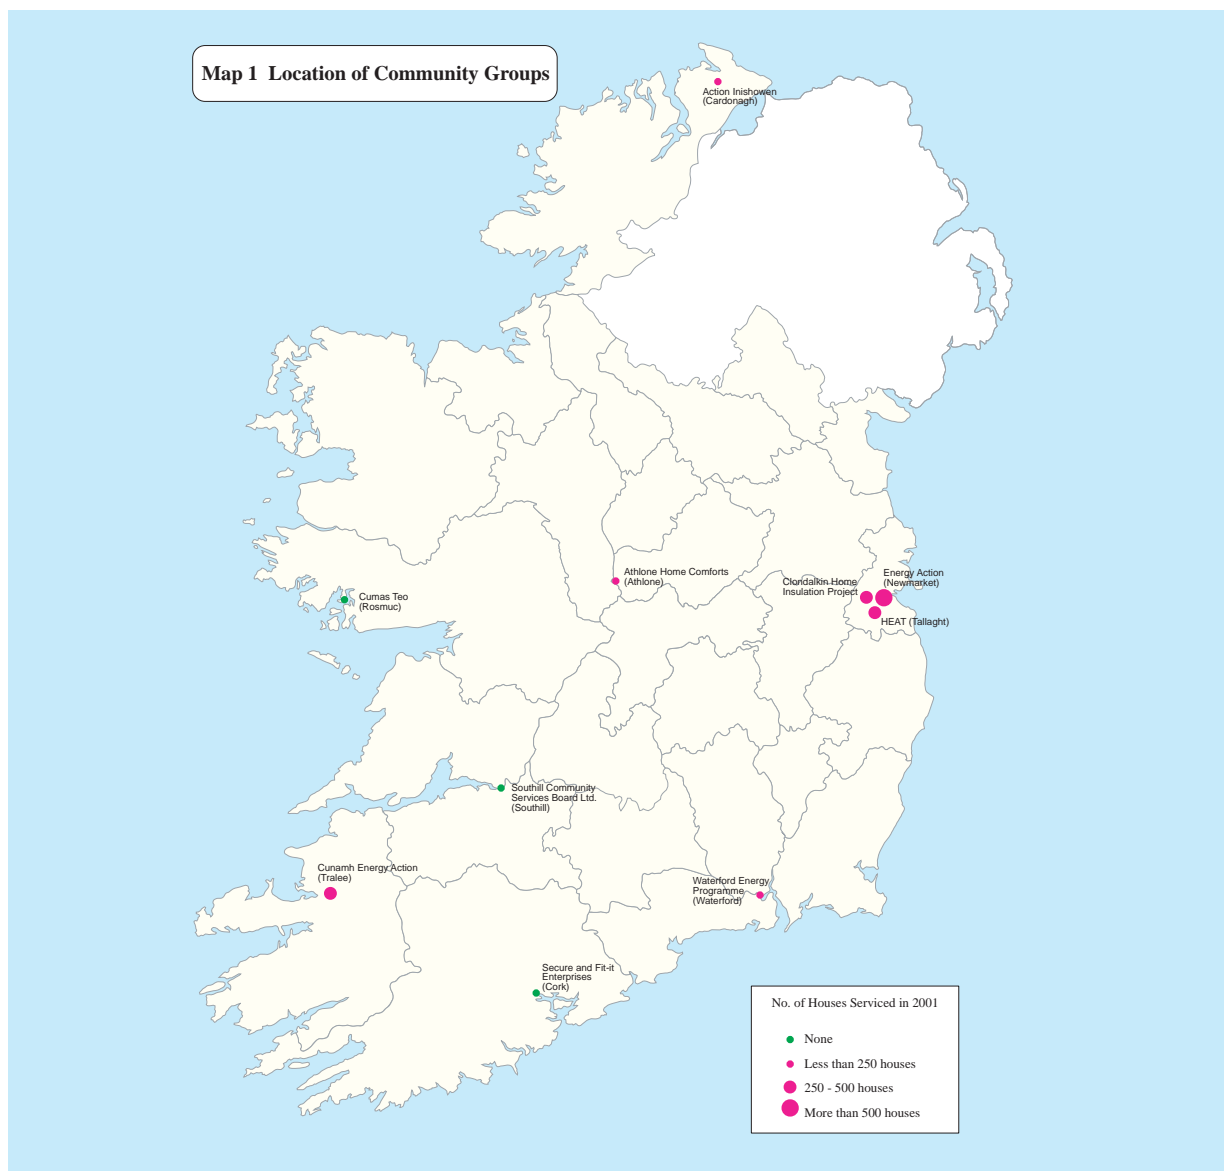 Map 1 Location of Community Groups
Action Inishowen
(Cardonagh)
Athlone Home Comforts
(Athlone)
Clondalkin Home
Insulation Project
Energy Action
(Newmarket)
HEAT (Tallaght)
Cumas Teo
(Rosmuc)
Southill Community
Services Board Ltd.
(Southill)
Cunamh Energy Action
(Tralee)
Waterford Energy
Programme
(Waterford)
Secure and Fit-it
Enterprises
(Cork)
No. of Houses Serviced in 2001
None
Less than 250 houses
250 - 500 houses
More than 500 houses